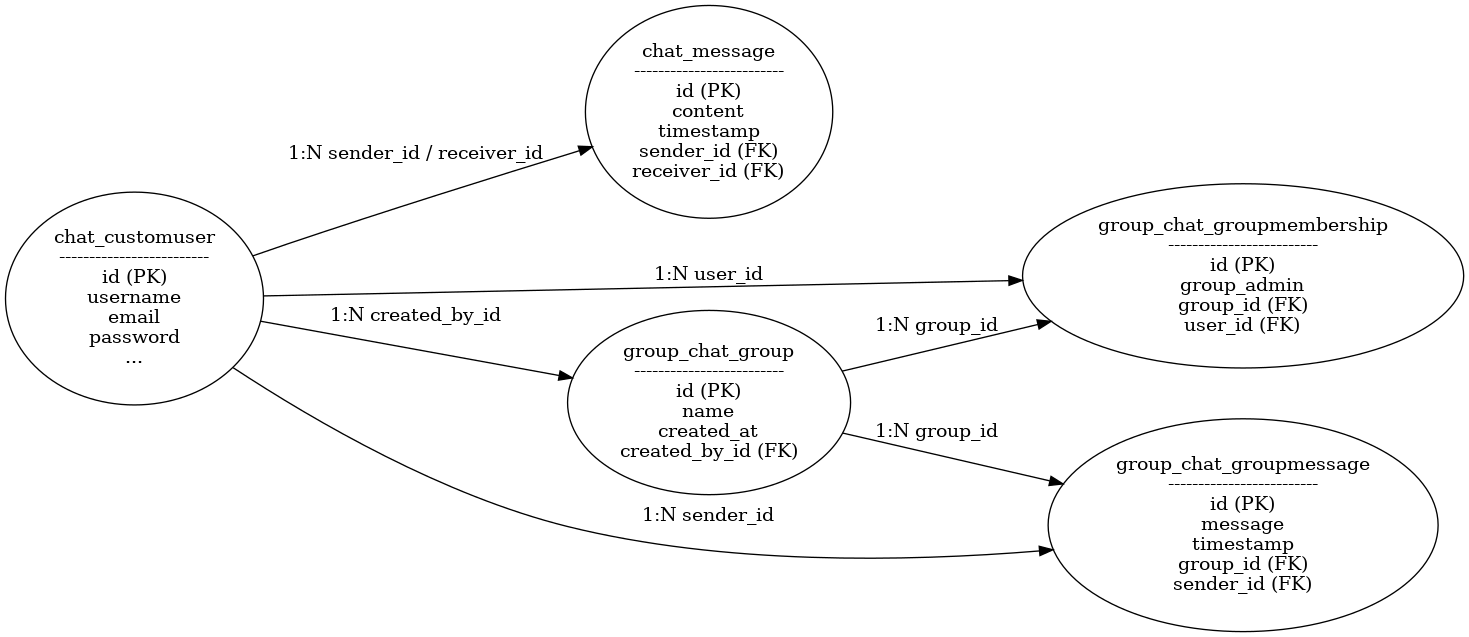 chat_message
-------------------------
id (PK)
content
timestamp
sender_id (FK)
receiver_id (FK)
1:N sender_id / receiver_id
chat_customuser
-------------------------
id (PK)
username
email
password
...
1:N user_id
1:N created_by_id
group_chat_groupmembership
-------------------------
id (PK)
group_admin
group_id (FK)
user_id (FK)
1:N group_id
group_chat_group
-------------------------
id (PK)
name
created_at
created_by_id (FK)
1:N group_id
1:N sender_id
group_chat_groupmessage
-------------------------
id (PK)
message
timestamp
group_id (FK)
sender_id (FK)